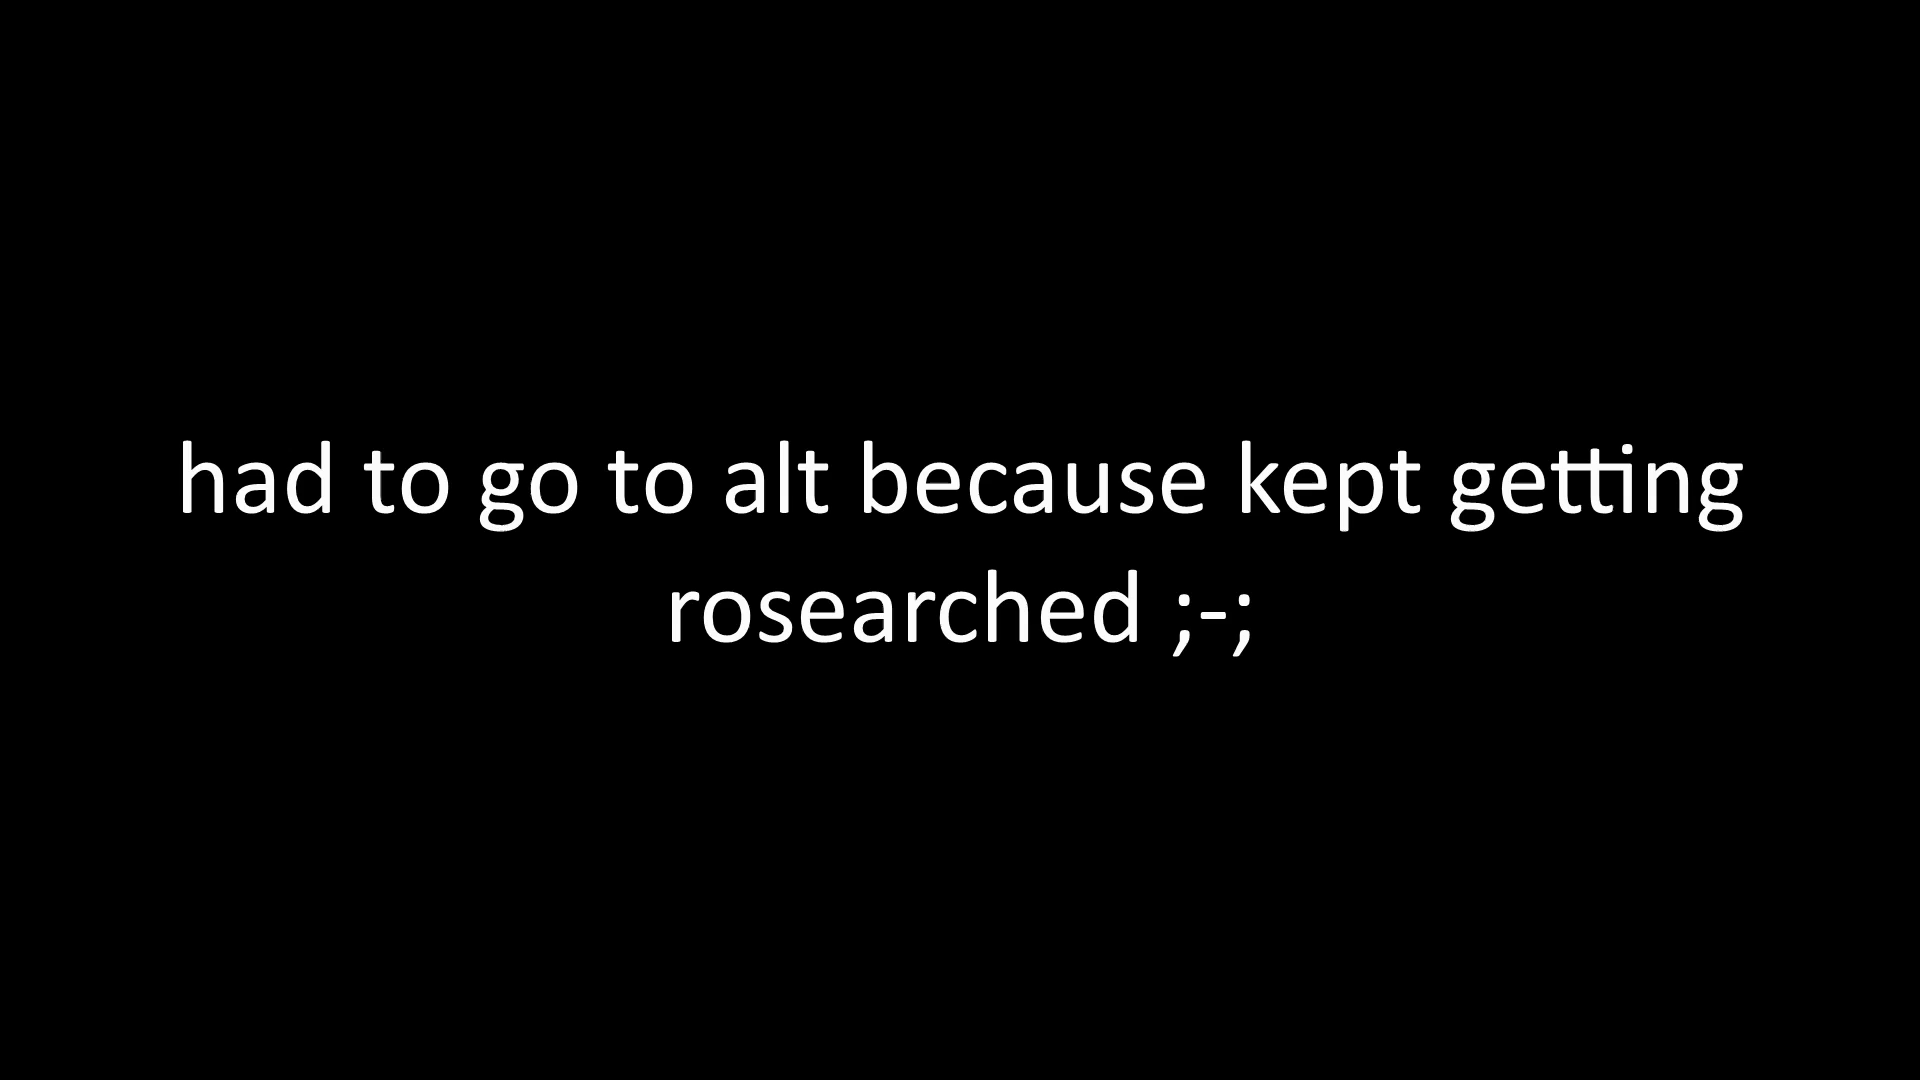 had to go to alt because kept getting
rosearched ;-;